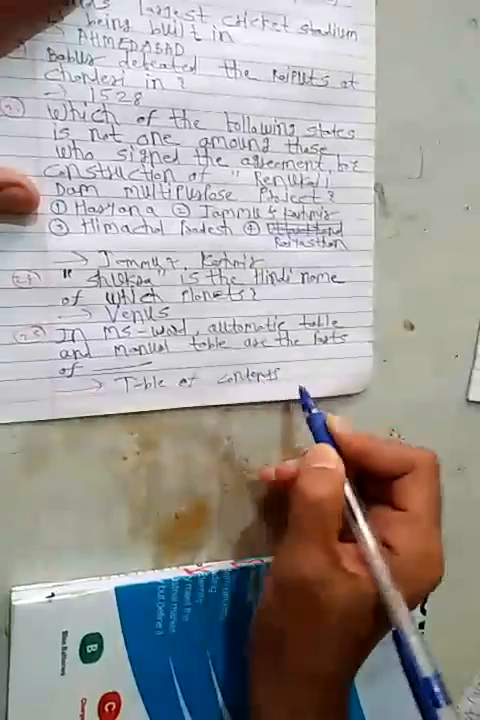 largest cricket stadium
being built in
→ AHMEDABAD
Babur defeated the Rajputs at
Chanderi in?
→ 1528
Which of the following states
is not one among these
who signed the agreement for
construction of "Renukaji
Dam multipurpose Project?
① Haryana ② Jammu & Kashmir
③ Himachal Pradesh ④
Rajasthan
→ Jammu & Kashmir
"Shukra" is the Hindi name
of which Planets?
→ Venus
22 In MS-Word, automatic table
and manual table are the parts
of
→ Table of contents
B
C